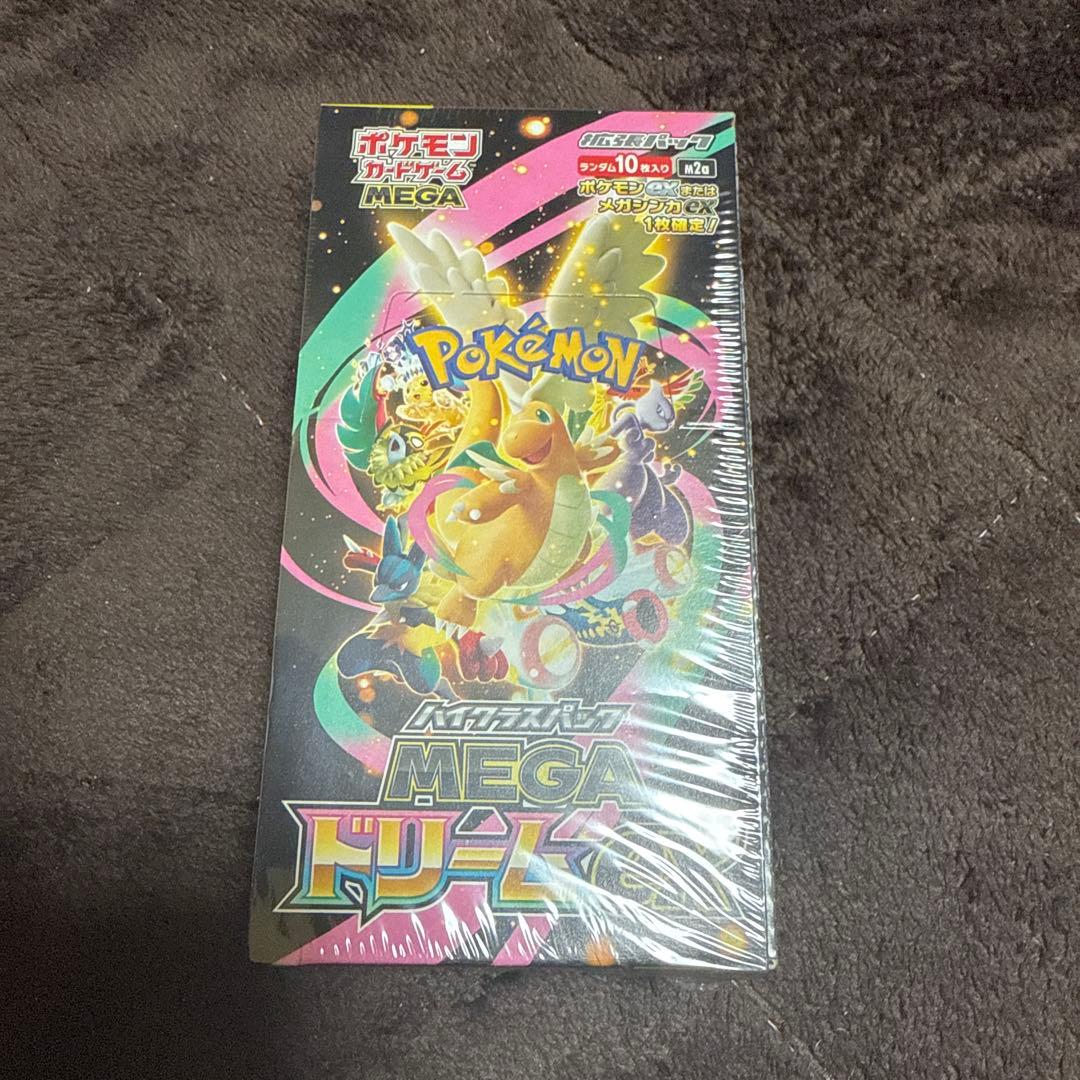 ポケモン
カードゲーム
MEGA
拡張パック
ランダム10枚入り
M2a
ポケモンexまたは
メガシンカex
1枚確定!
POKéMON
ハイクラスパック
MEGA
ドリーム